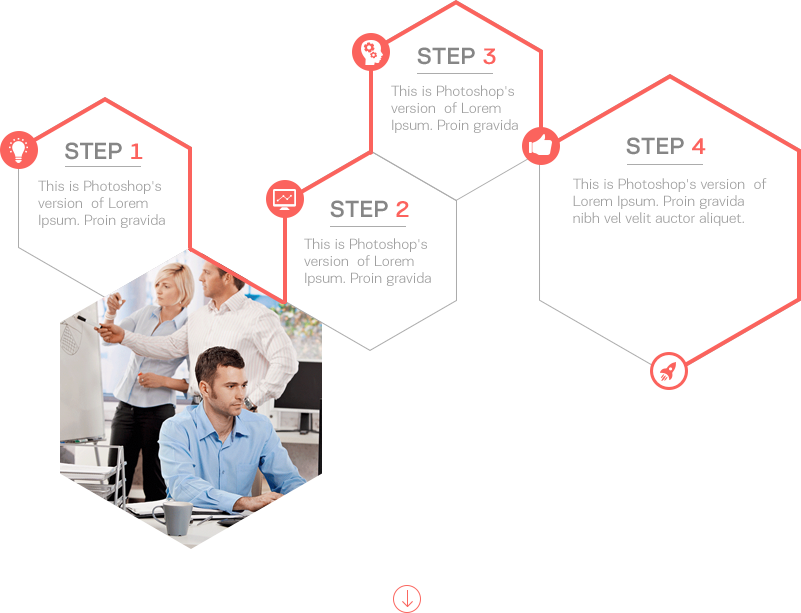 STEP 1
This is Photoshop's
version of Lorem
Ipsum. Proin gravida
STEP 2
This is Photoshop's
version of Lorem
Ipsum. Proin gravida
STEP 3
This is Photoshop's
version of Lorem
Ipsum. Proin gravida
STEP 4
This is Photoshop's version of
Lorem Ipsum. Proin gravida
nibh vel velit auctor aliquet.